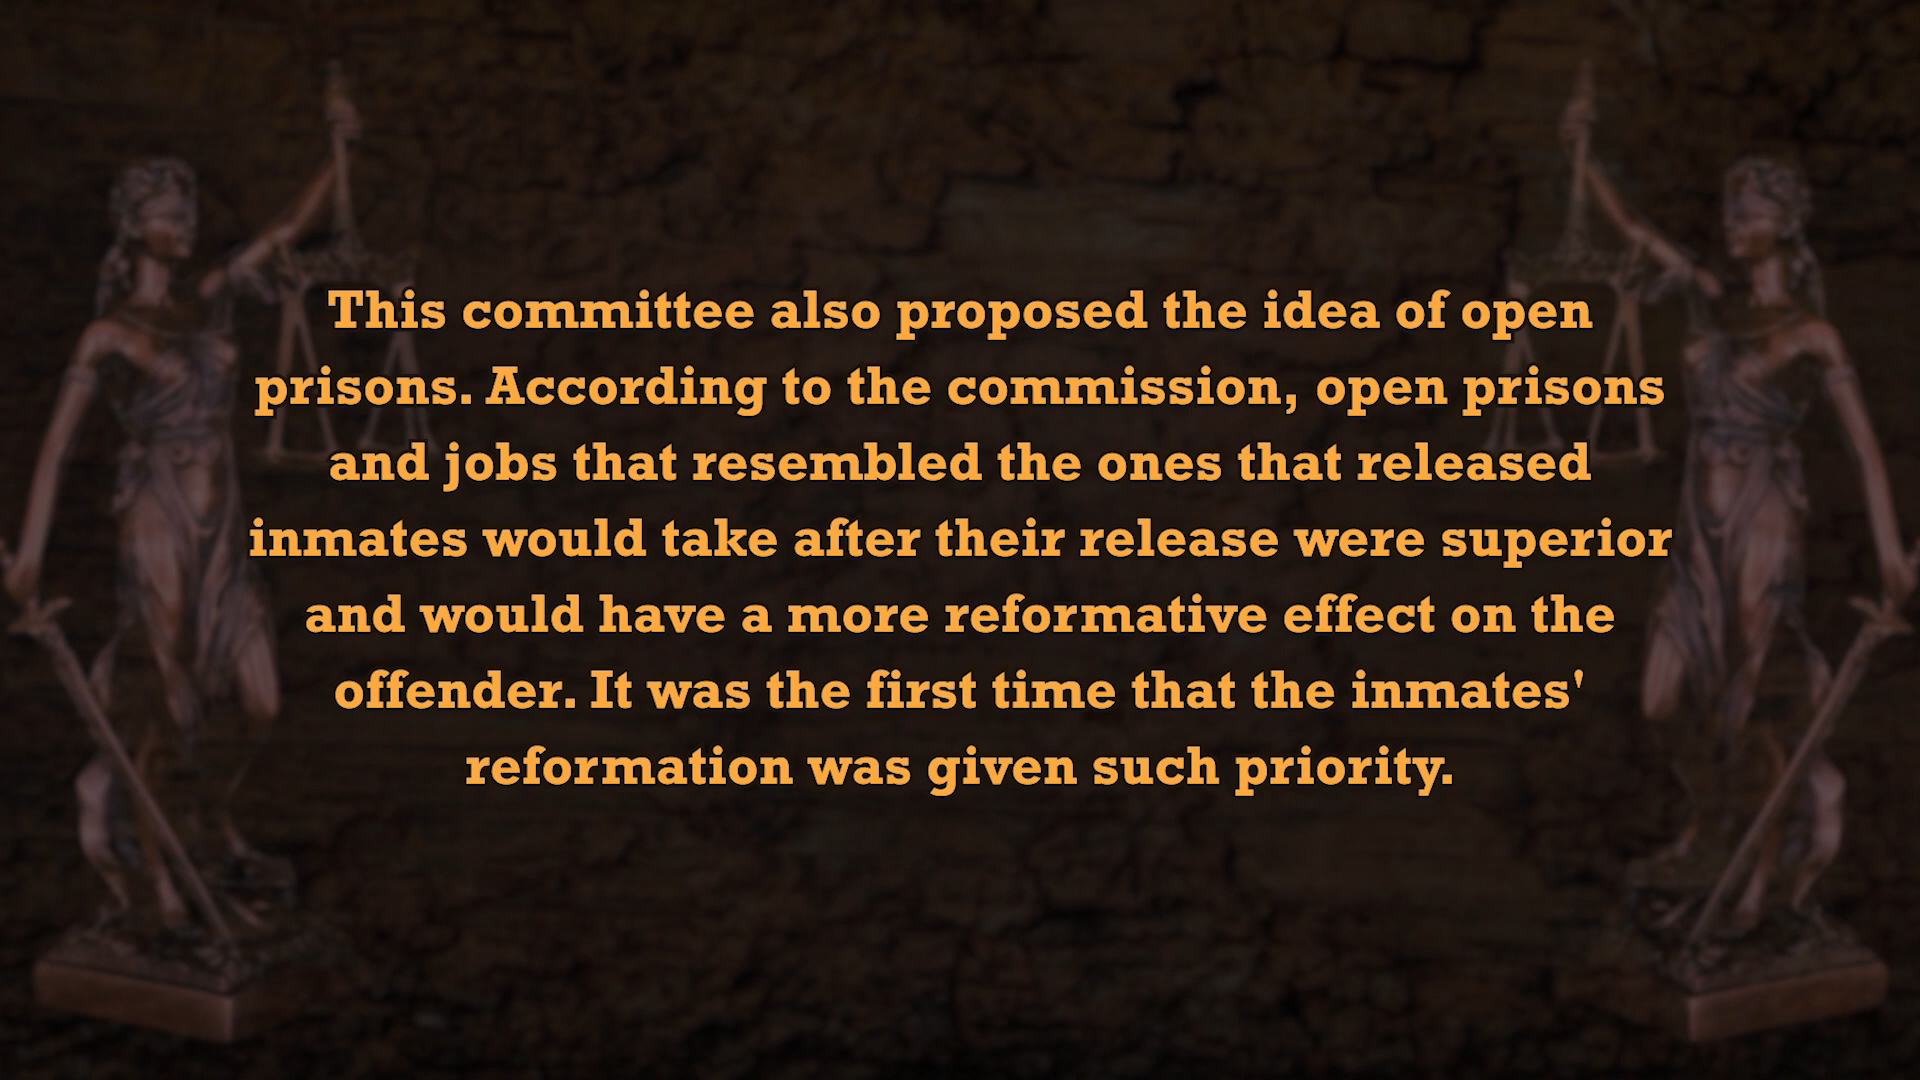 This committee also proposed the idea of open
prisons. According to the commission, open prisons
and jobs that resembled the ones that released
inmates would take after their release were superior
and would have a more reformative effect on the
offender. It was the first time that the inmates'
reformation was given such priority.